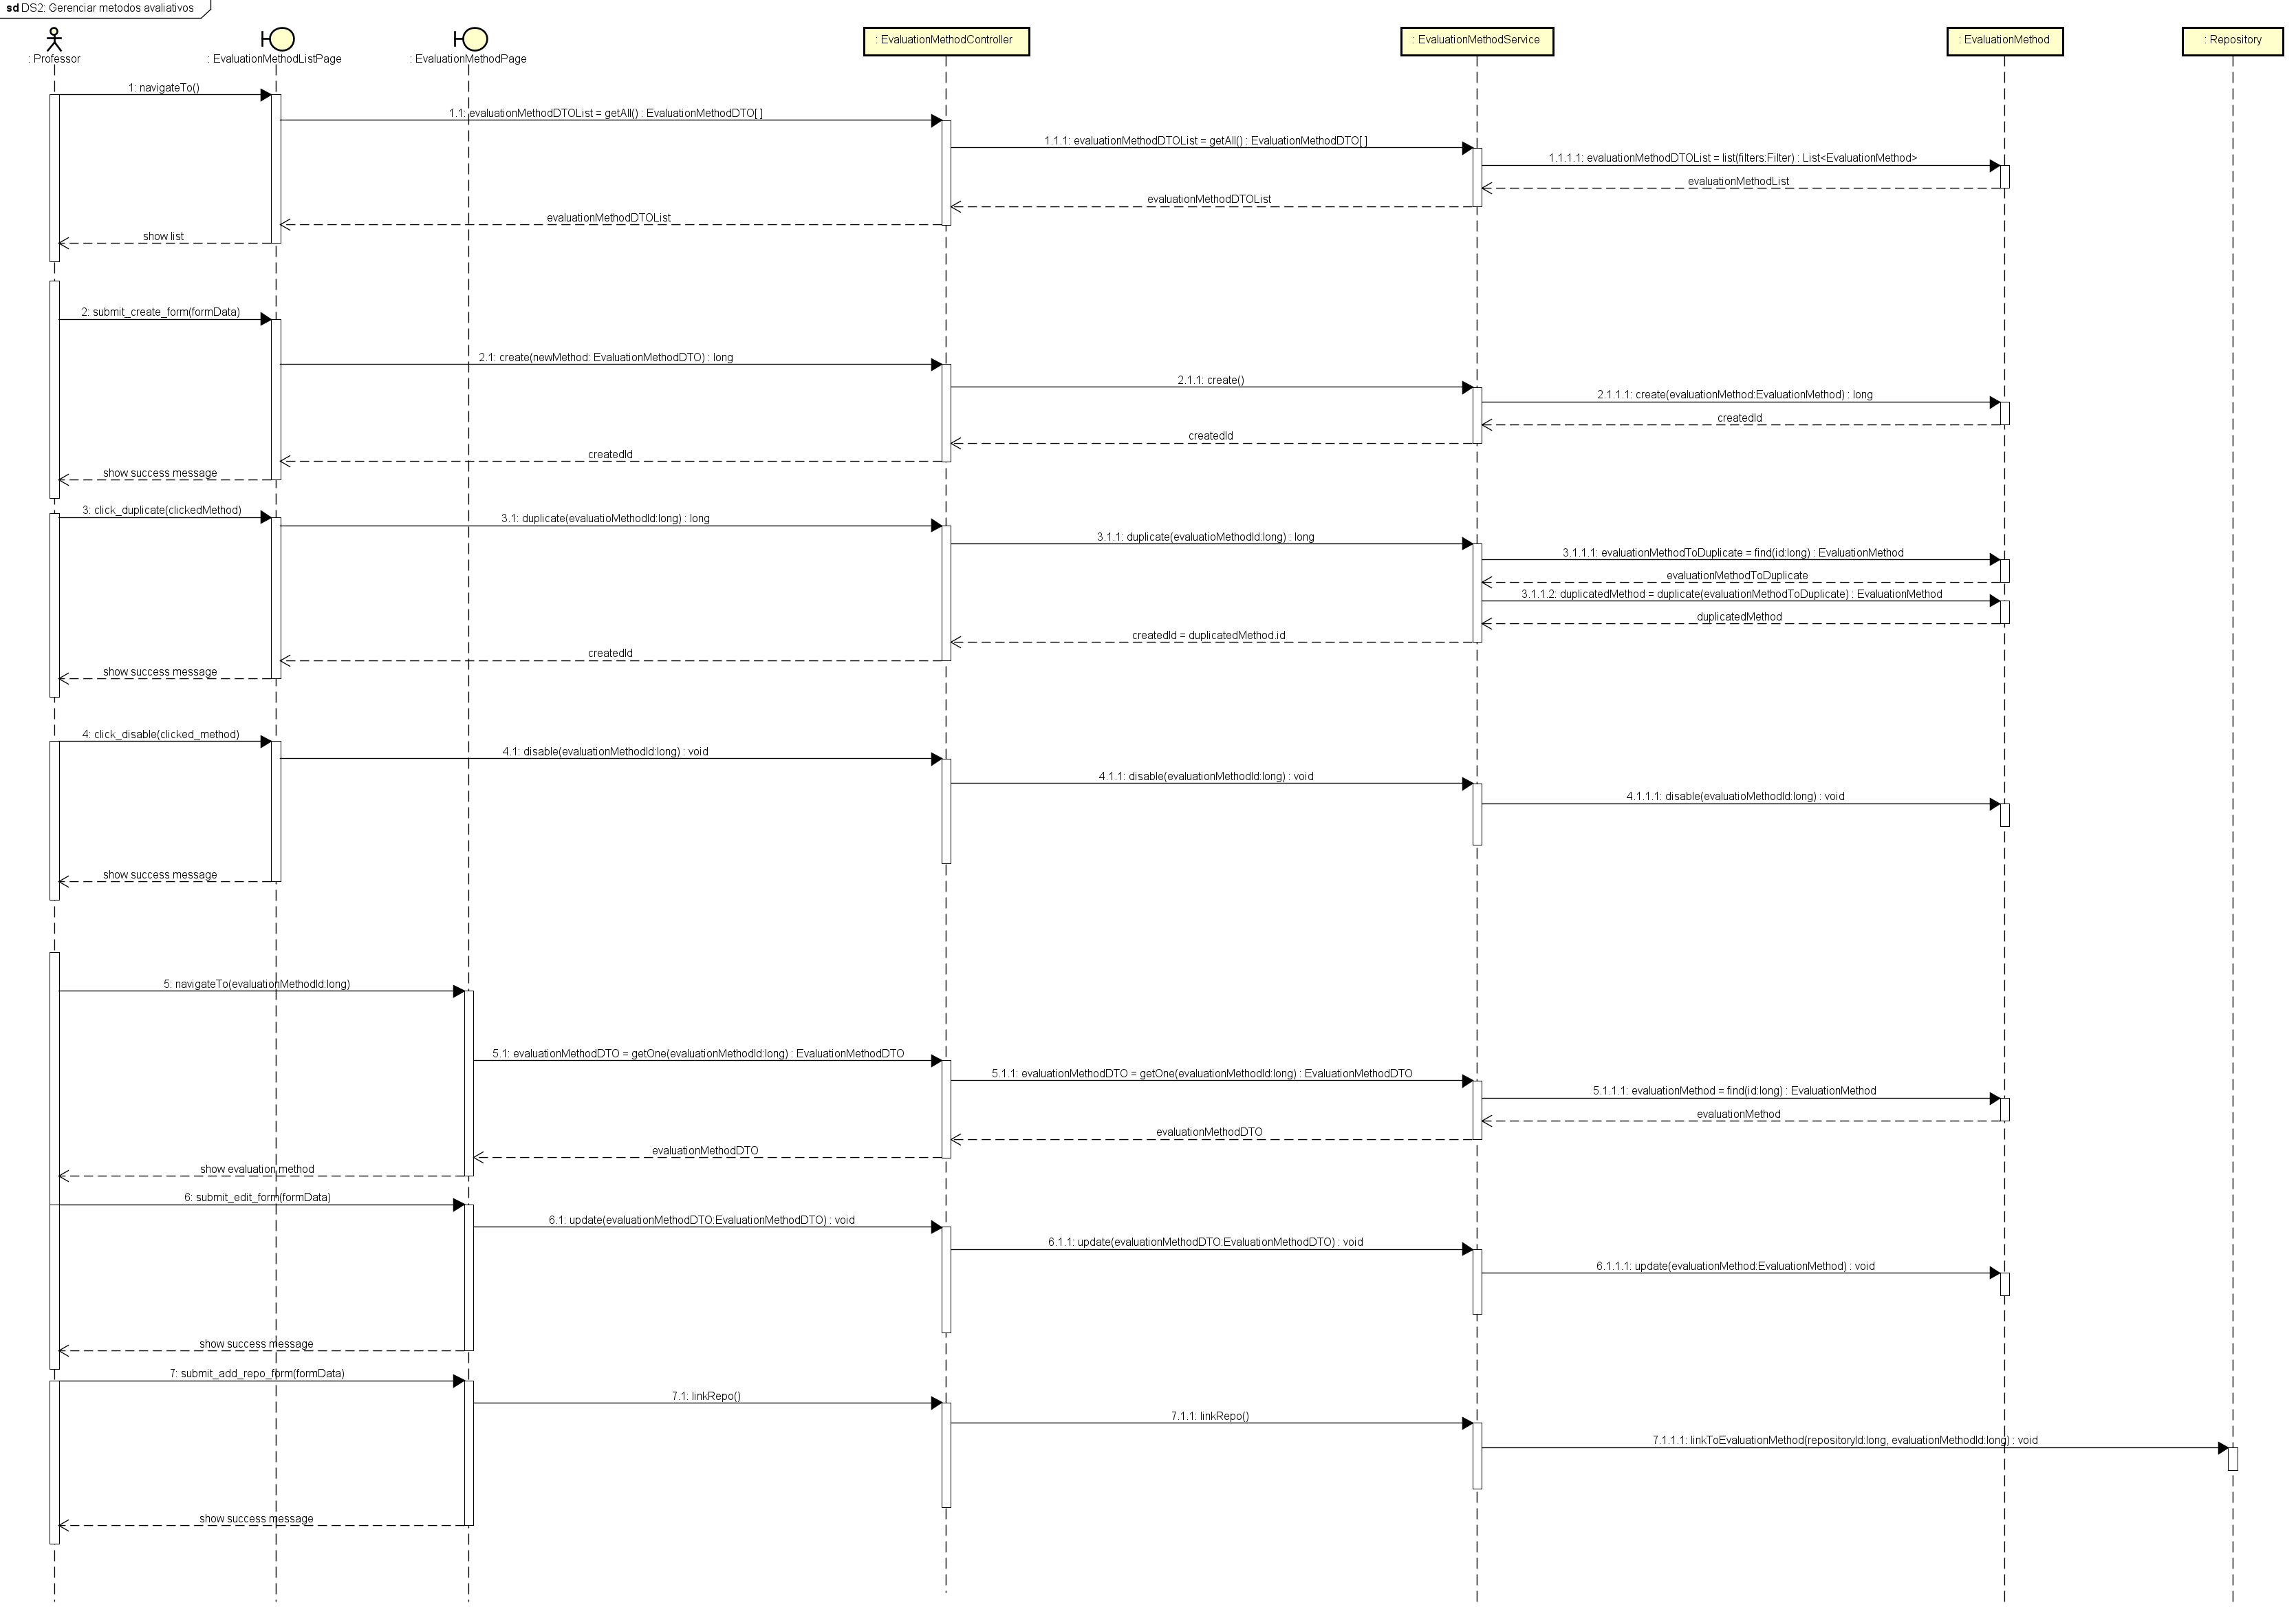 sd DS2: Gerenciar metodos avaliativos
: Professor
: EvaluationMethodListPage
: EvaluationMethodPage
: EvaluationMethodController
: EvaluationMethodService
: EvaluationMethod
: Repository
1: navigateTo()
1.1: evaluationMethodDTOList = getAll() : EvaluationMethodDTO[]
1.1.1: evaluationMethodDTOList = getAll() : EvaluationMethodDTO[]
1.1.1.1: evaluationMethodDTOList = list(filters:Filter) : List<EvaluationMethod>
evaluationMethodList
evaluationMethodDTOList
evaluationMethodDTOList
show list
2: submit_create_form(formData)
2.1: create(newMethod: EvaluationMethodDTO) : long
2.1.1: create()
2.1.1.1: create(evaluationMethod:EvaluationMethod) : long
createdId
createdId
createdId
show success message
3: click_duplicate(clickedMethod)
3.1: duplicate(evaluatioMethodId:long) : long
3.1.1: duplicate(evaluatioMethodId:long) : long
3.1.1.1: evaluationMethodToDuplicate = find(id:long) : EvaluationMethod
evaluationMethodToDuplicate
3.1.1.2: duplicatedMethod = duplicate(evaluationMethodToDuplicate) : EvaluationMethod
duplicatedMethod
createdId = duplicatedMethod.id
createdId
show success message
4: click_disable(clicked_method)
4.1: disable(evaluationMethodId:long) : void
4.1.1: disable(evaluationMethodId:long) : void
4.1.1.1: disable(evaluatioMethodId:long) : void
show success message
5: navigateTo(evaluationMethodId:long)
5.1: evaluationMethodDTO = getOne(evaluationMethodId:long) : EvaluationMethodDTO
5.1.1: evaluationMethodDTO = getOne(evaluationMethodId:long) : EvaluationMethodDTO
5.1.1.1: evaluationMethod = find(id:long) : EvaluationMethod
evaluationMethod
evaluationMethodDTO
evaluationMethodDTO
show evaluation method
6: submit_edit_form(formData)
6.1: update(evaluationMethodDTO:EvaluationMethodDTO) : void
6.1.1: update(evaluationMethodDTO:EvaluationMethodDTO) : void
6.1.1.1: update(evaluationMethod:EvaluationMethod) : void
show success message
7: submit_add_repo_form(formData)
7.1: linkRepo()
7.1.1: linkRepo()
7.1.1.1: linkToEvaluationMethod(repositoryId:long, evaluationMethodId:long) : void
show success message